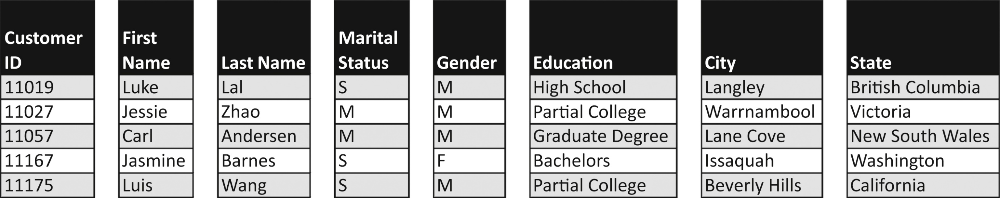 Customer ID First Name Last Name Marital Status Gender Education City State
11019 Luke Lal S M High School Langley British Columbia
11027 Jessie Zhao M M Partial College Warrnambool Victoria
11057 Carl Andersen M M Graduate Degree Lane Cove New South Wales
11167 Jasmine Barnes S F Bachelors Issaquah Washington
11175 Luis Wang S M Partial College Beverly Hills California